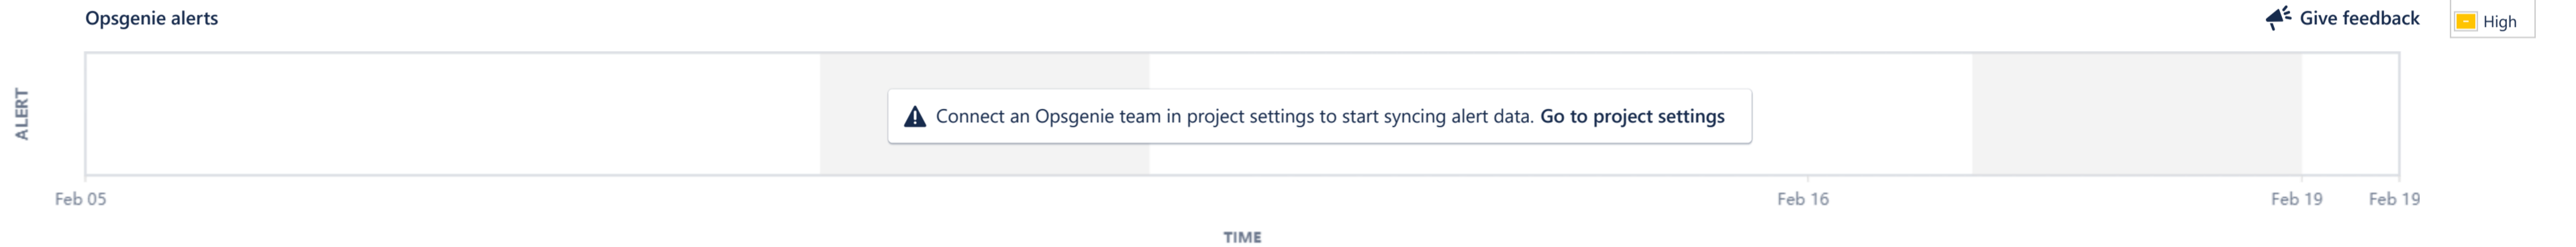 Opsgenie alerts
Give feedback
High
ALERT
Connect an Opsgenie team in project settings to start syncing alert data. Go to project settings
Feb 05
Feb 16
Feb 19
Feb 19
TIME